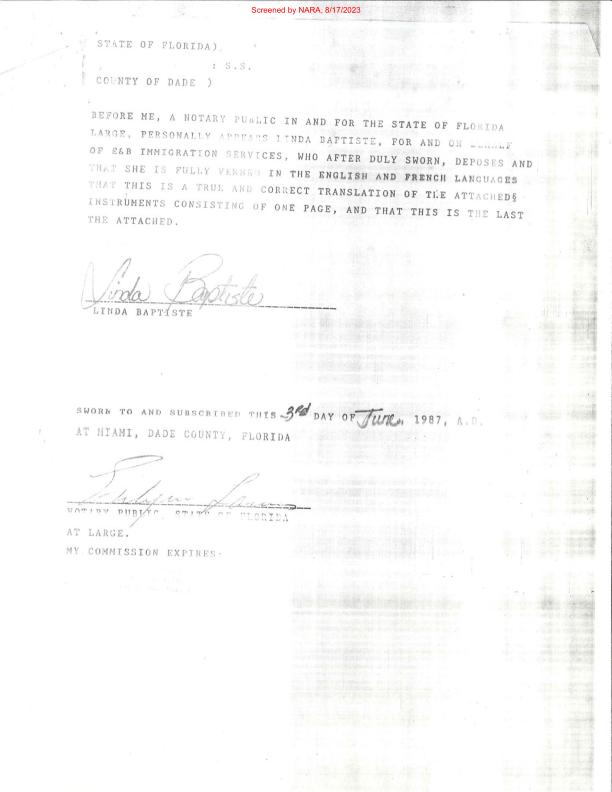 Screened by NARA, 8/17/2023
STATE OF FLORIDA)
: S.S.
COUNTY OF DADE )
BEFORE ME, A NOTARY PUBLIC IN AND FOR THE STATE OF FLORIDA
LARGE, PERSONALLY APPEARS LINDA BAPTISTE, FOR AND ON BEHALF
OF E&B IMMIGRATION SERVICES, WHO AFTER DULY SWORN, DEPOSES AND
THAT SHE IS FULLY VERSED IN THE ENGLISH AND FRENCH LANGUAGES
THAT THIS IS A TRUE AND CORRECT TRANSLATION OF THE ATTACHED§
INSTRUMENTS CONSISTING OF ONE PAGE, AND THAT THIS IS THE LAST
THE ATTACHED.
Linda Baptiste
LINDA BAPTISTE
SWORN TO AND SUBSCRIBED THIS 3rd DAY OF June, 1987, A.D.
AT MIAMI, DADE COUNTY, FLORIDA
NOTARY PUBLIC, STATE OF FLORIDA
AT LARGE.
MY COMMISSION EXPIRES: